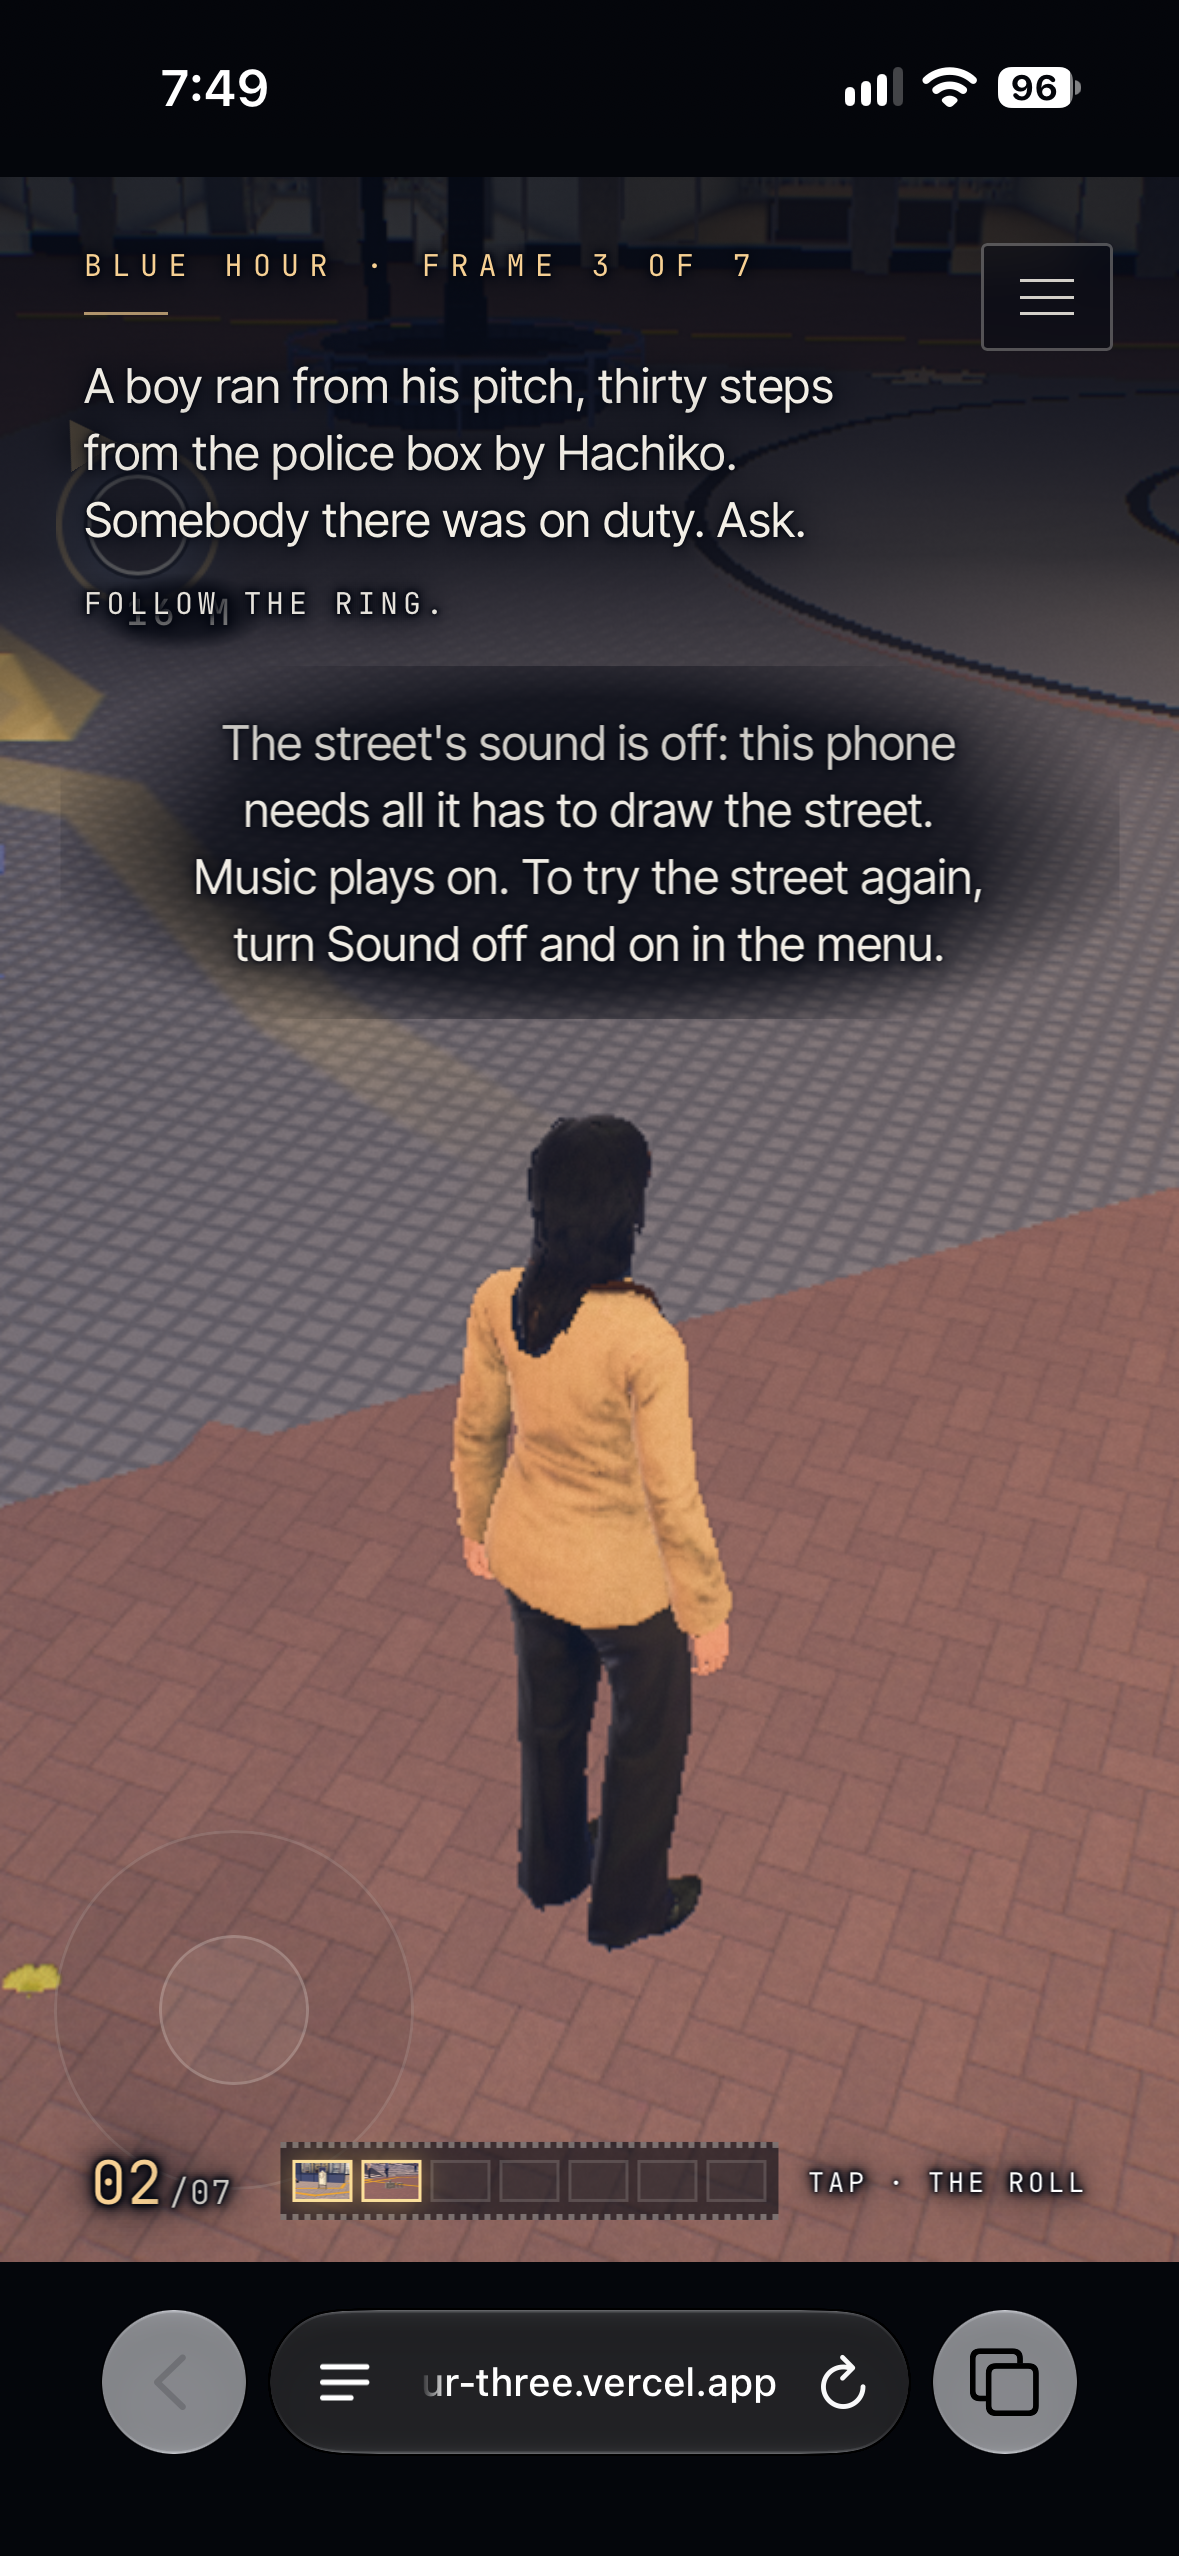 7:49
96
BLUE HOUR · FRAME 3 OF 7
A boy ran from his pitch, thirty steps
from the police box by Hachiko.
Somebody there was on duty. Ask.
FOLLOW THE RING.
16 M
The street's sound is off: this phone
needs all it has to draw the street.
Music plays on. To try the street again,
turn Sound off and on in the menu.
02/07
TAP · THE ROLL
ur-three.vercel.app